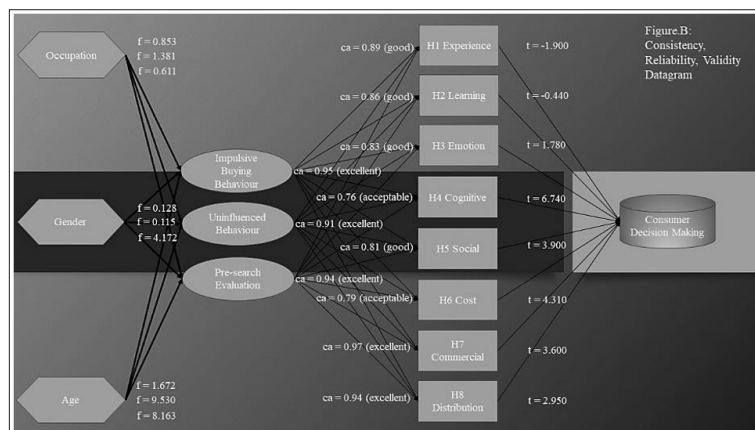 Occupation
f = 0.853
f = 1.381
f = 0.611
Gender
f = 0.128
f = 0.115
f = 4.172
Age
f = 1.672
f = 9.530
f = 8.163
Impulsive
Buying
Behaviour
Uninfluenced
Behaviour
Pre-search
Evaluation
ca = 0.95 (excellent)
ca = 0.91 (excellent)
ca = 0.94 (excellent)
ca = 0.89 (good)
ca = 0.86 (good)
ca = 0.83 (good)
ca = 0.76 (acceptable)
ca = 0.81 (good)
ca = 0.79 (acceptable)
ca = 0.97 (excellent)
ca = 0.94 (excellent)
H1 Experience
H2 Learning
H3 Emotion
H4 Cognitive
H5 Social
H6 Cost
H7
Commercial
H8
Distribution
t = -1.900
t = -0.440
t = 1.780
t = 6.740
t = 3.900
t = 4.310
t = 3.600
t = 2.950
Figure.B:
Consistency,
Reliability, Validity
Datagram
Consumer
Decision Making